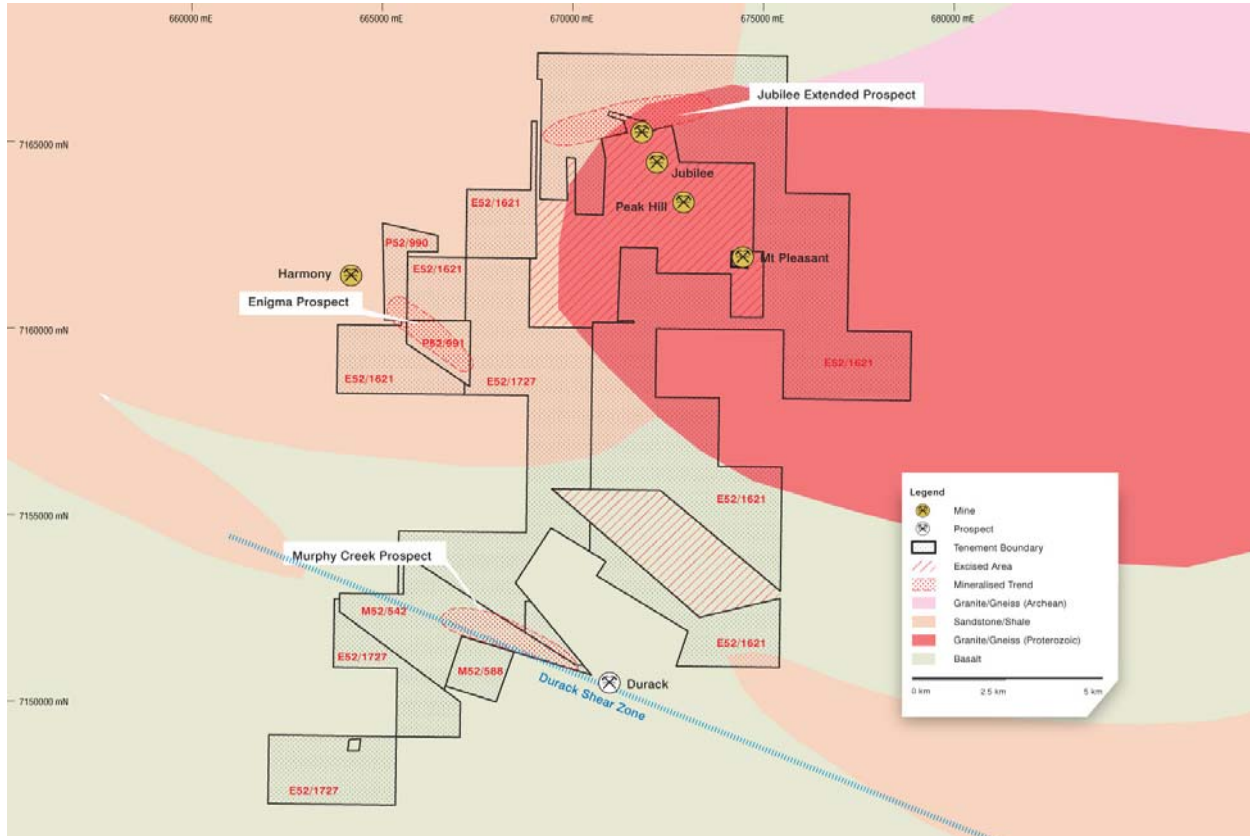 660000 mE
665000 mE
670000 mE
675000 mE
680000 mE
Jubilee Extended Prospect
7165000 mN
Jubilee
E52/1621
Peak Hill
P52/990
Mt Pleasant
E52/1621
Harmony
Enigma Prospect
7160000 mN
P52/991
E52/1621
E52/1621
E52/1727
Legend
Mine
Prospect
Tenement Boundary
Excised Area
Mineralised Trend
Granite/Gneiss (Archean)
Sandstone/Shale
Granite/Gneiss (Proterozoic)
Basalt
0 km
2.5 km
5 km
E52/1621
7155000 mN
Murphy Creek Prospect
M52/542
E52/1621
E52/1727
M52/588
Durack
Durack Shear Zone
7150000 mN
E52/1727